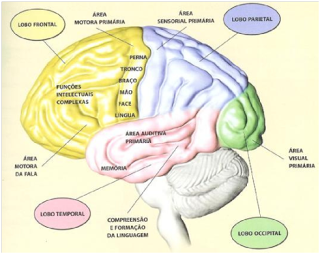 LOBO FRONTAL
ÁREA
MOTORA PRIMÁRIA
ÁREA
SENSORIAL PRIMÁRIA
LOBO PARIETAL
PERNA
TRONCO
BRAÇO
MÃO
FACE
LÍNGUA
FUNÇÕES
INTELECTUAIS
COMPLEXAS
ÁREA AUDITIVA
PRIMÁRIA
MEMÓRIA
ÁREA
MOTORA
DA FALA
ÁREA
VISUAL
PRIMÁRIA
LOBO TEMPORAL
COMPREENSÃO
E FORMAÇÃO
DA LINGUAGEM
LOBO OCCIPITAL